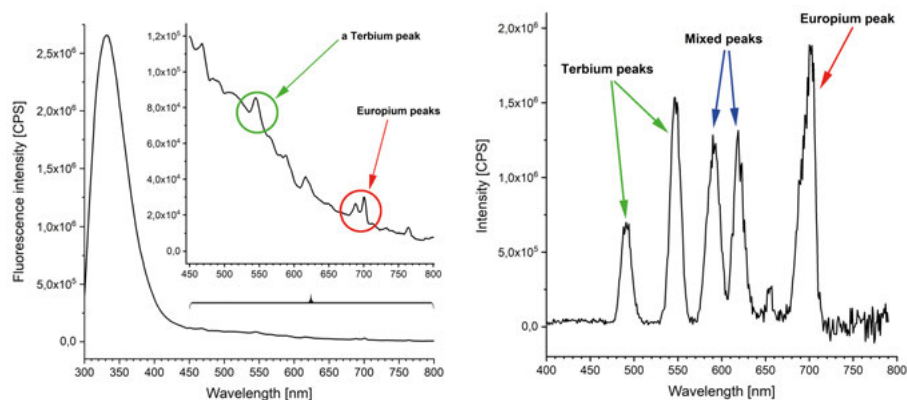 Fluorescence intensity [CPS]
2,5x10⁶
2,0x10⁶
1,5x10⁶
1,0x10⁶
5,0x10⁵
0,0
300 350 400 450 500 550 600 650 700 750 800
Wavelength [nm]
1,2x10⁵
1,0x10⁵
8,0x10⁴
6,0x10⁴
4,0x10⁴
2,0x10⁴
0,0
450 500 550 600 650 700 750 800
a Terbium peak
Europium peaks
Intensity [CPS]
2,0x10⁶
1,5x10⁶
1,0x10⁶
5,0x10⁵
0,0
400 450 500 550 600 650 700 750 800
Wavelength [nm]
Terbium peaks
Mixed peaks
Europium peak